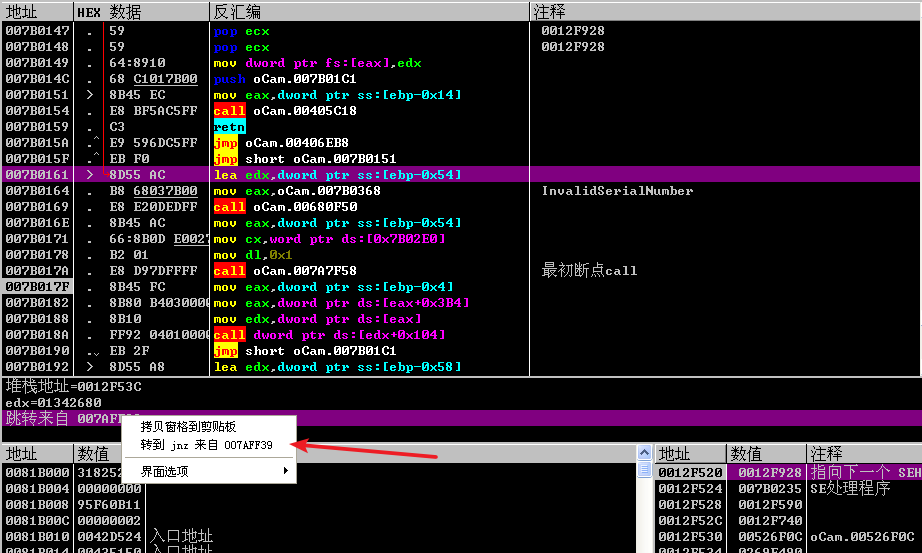 地址 HEX 数据 反汇编 注释
007B0147 . 59 pop ecx 0012F928
007B0148 . 59 pop ecx 0012F928
007B0149 . 64:8910 mov dword ptr fs:[eax],edx
007B014C . 68 C1017B00 push oCam.007B01C1
007B0151 > 8B45 EC mov eax,dword ptr ss:[ebp-0x14]
007B0154 . E8 BF5AC5FF call oCam.00405C18
007B0159 . C3 retn
007B015A .^ E9 596DC5FF jmp oCam.00406EB8
007B015F .^ EB F0 jmp short oCam.007B0151
007B0161 > 8D55 AC lea edx,dword ptr ss:[ebp-0x54]
007B0164 . B8 68037B00 mov eax,oCam.007B0368 InvalidSerialNumber
007B0169 . E8 E20DEDFF call oCam.00680F50
007B016E . 8B45 AC mov eax,dword ptr ss:[ebp-0x54]
007B0171 . 66:8B0D E0027 mov cx,word ptr ds:[0x7B02E0]
007B0178 . B2 01 mov dl,0x1
007B017A . E8 D97DFFFF call oCam.007A7F58 最初断点call
007B017F . 8B45 FC mov eax,dword ptr ss:[ebp-0x4]
007B0182 . 8B80 B4030000 mov eax,dword ptr ds:[eax+0x3B4]
007B0188 . 8B10 mov edx,dword ptr ds:[eax]
007B018A . FF92 04010000 call dword ptr ds:[edx+0x104]
007B0190 .v EB 2F jmp short oCam.007B01C1
007B0192 > 8D55 A8 lea edx,dword ptr ss:[ebp-0x58]
堆栈地址=0012F53C
edx=01342680
跳转来自 007AFF
拷贝窗格到剪贴板
转到 jnz 来自 007AFF39
界面选项
地址 数值
0081B000 31825
0081B004 00000000
0081B008 95F60B11
0081B00C 00000002
0081B010 0042D524 入口地址
0081B014 0043F150 入口地址
地址 数值 注释
0012F520 0012F928 指向下一个 SEH
0012F524 007B0235 SE处理程序
0012F528 0012F590
0012F52C 0012F740
0012F530 00526F0C oCam.00526F0C
0012F534